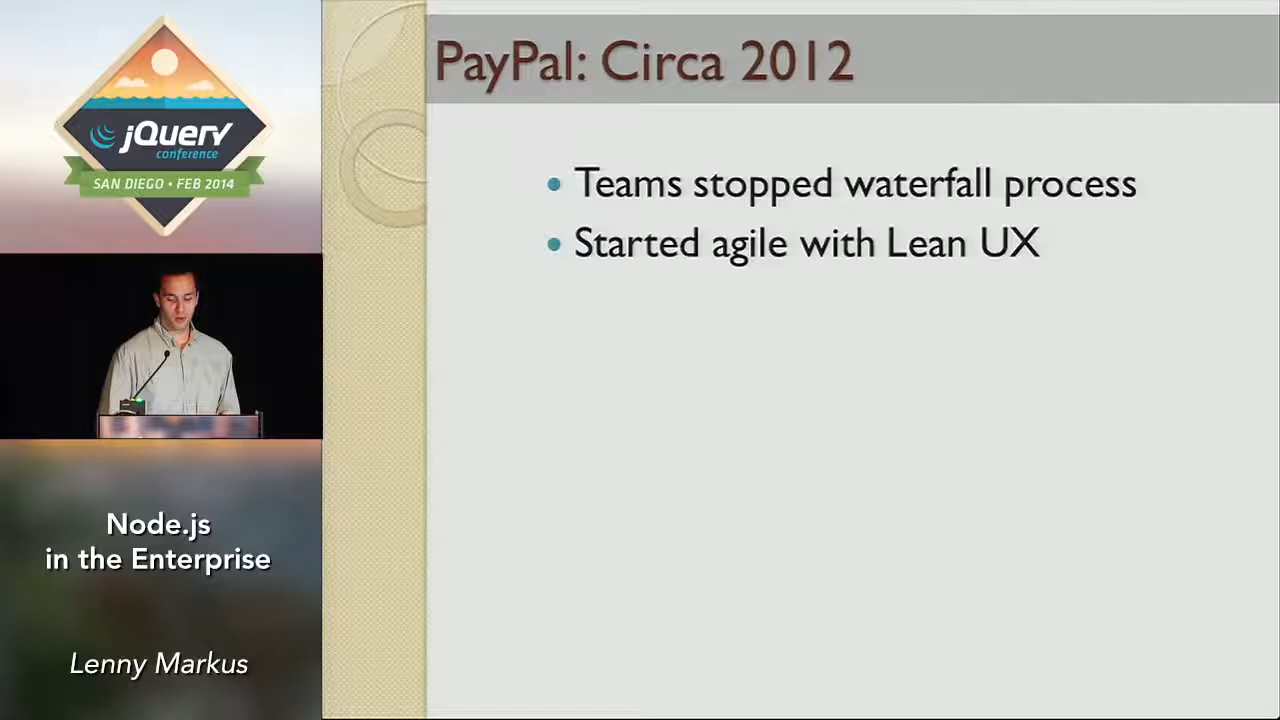 jQuery
conference
SAN DIEGO • FEB 2014
Node.js
in the Enterprise
Lenny Markus
PayPal: Circa 2012
• Teams stopped waterfall process
• Started agile with Lean UX